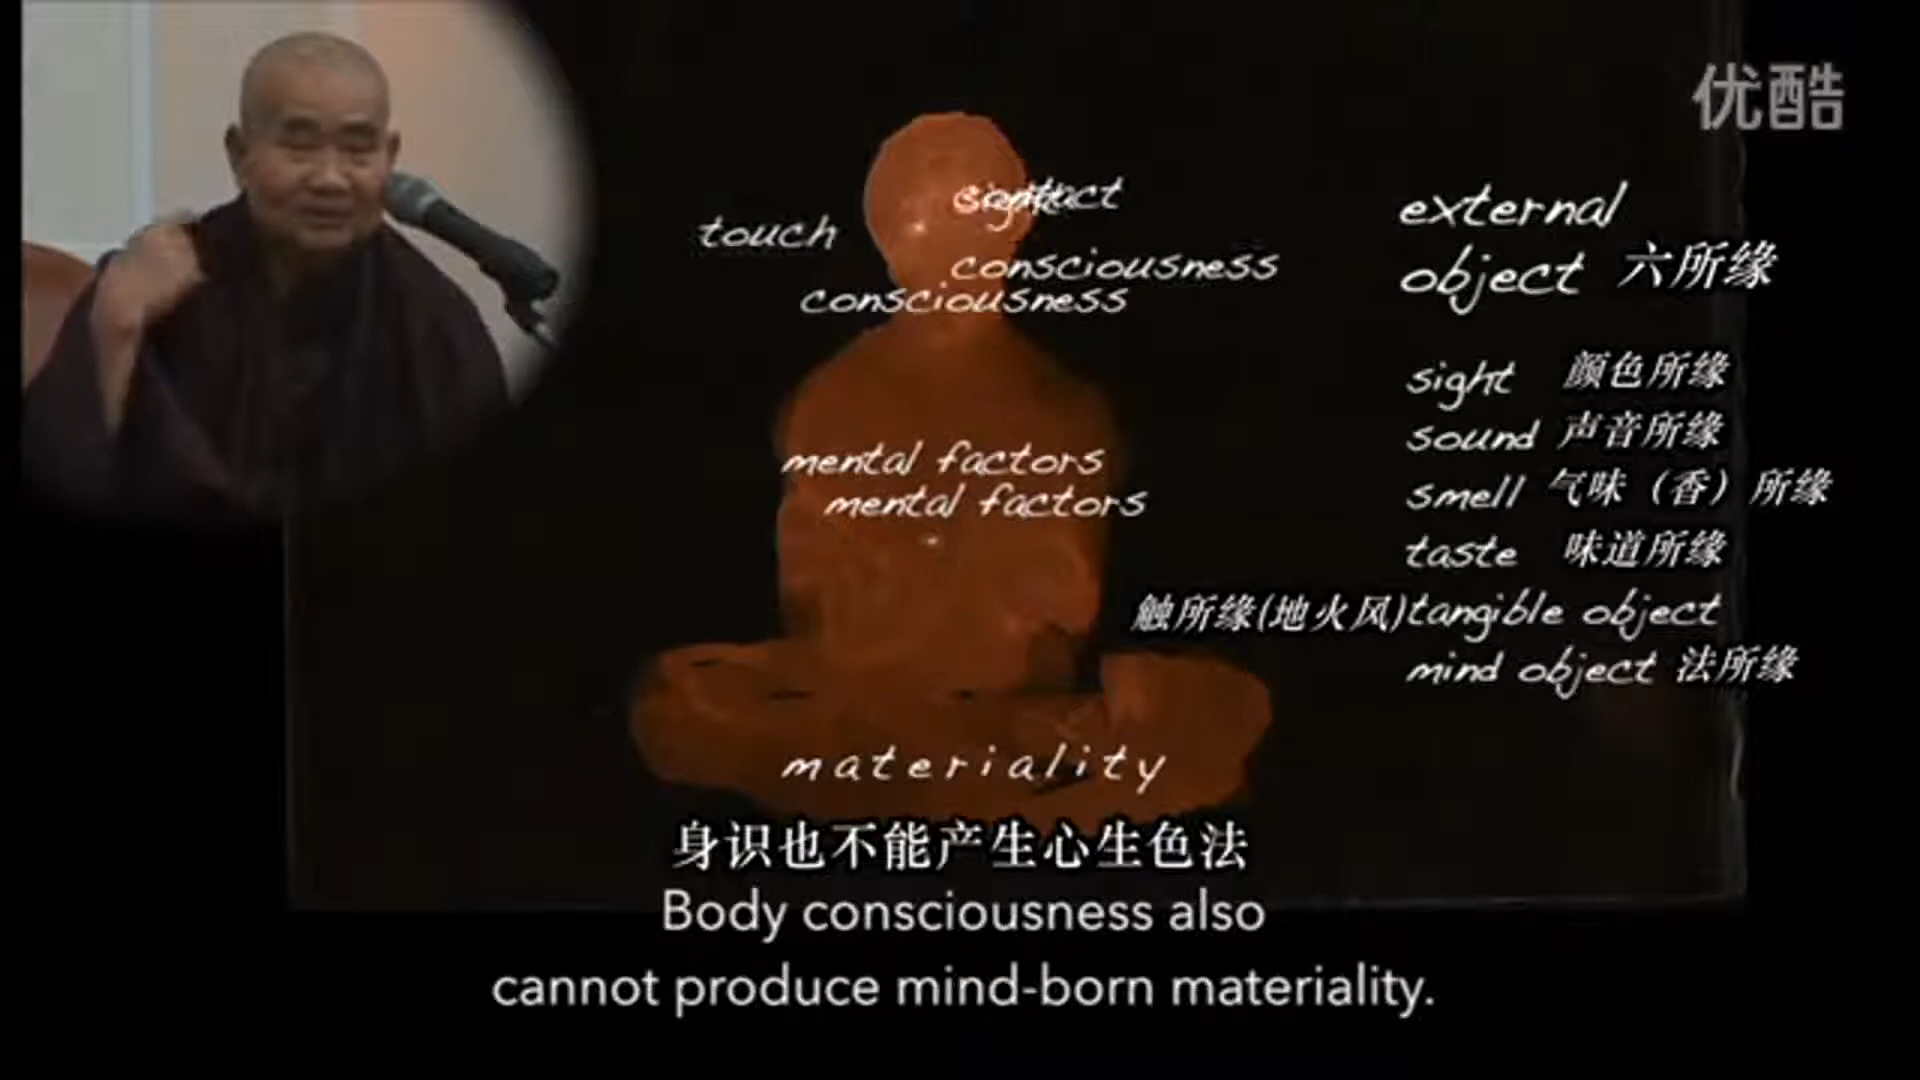 优酷
touch
contact
consciousness
consciousness
external
object 六所缘
sight 颜色所缘
sound 声音所缘
smell 气味（香）所缘
taste 味道所缘
触所缘(地火风)tangible object
mind object 法所缘
mental factors
mental factors
materiality
身识也不能产生心生色法
Body consciousness also
cannot produce mind-born materiality.